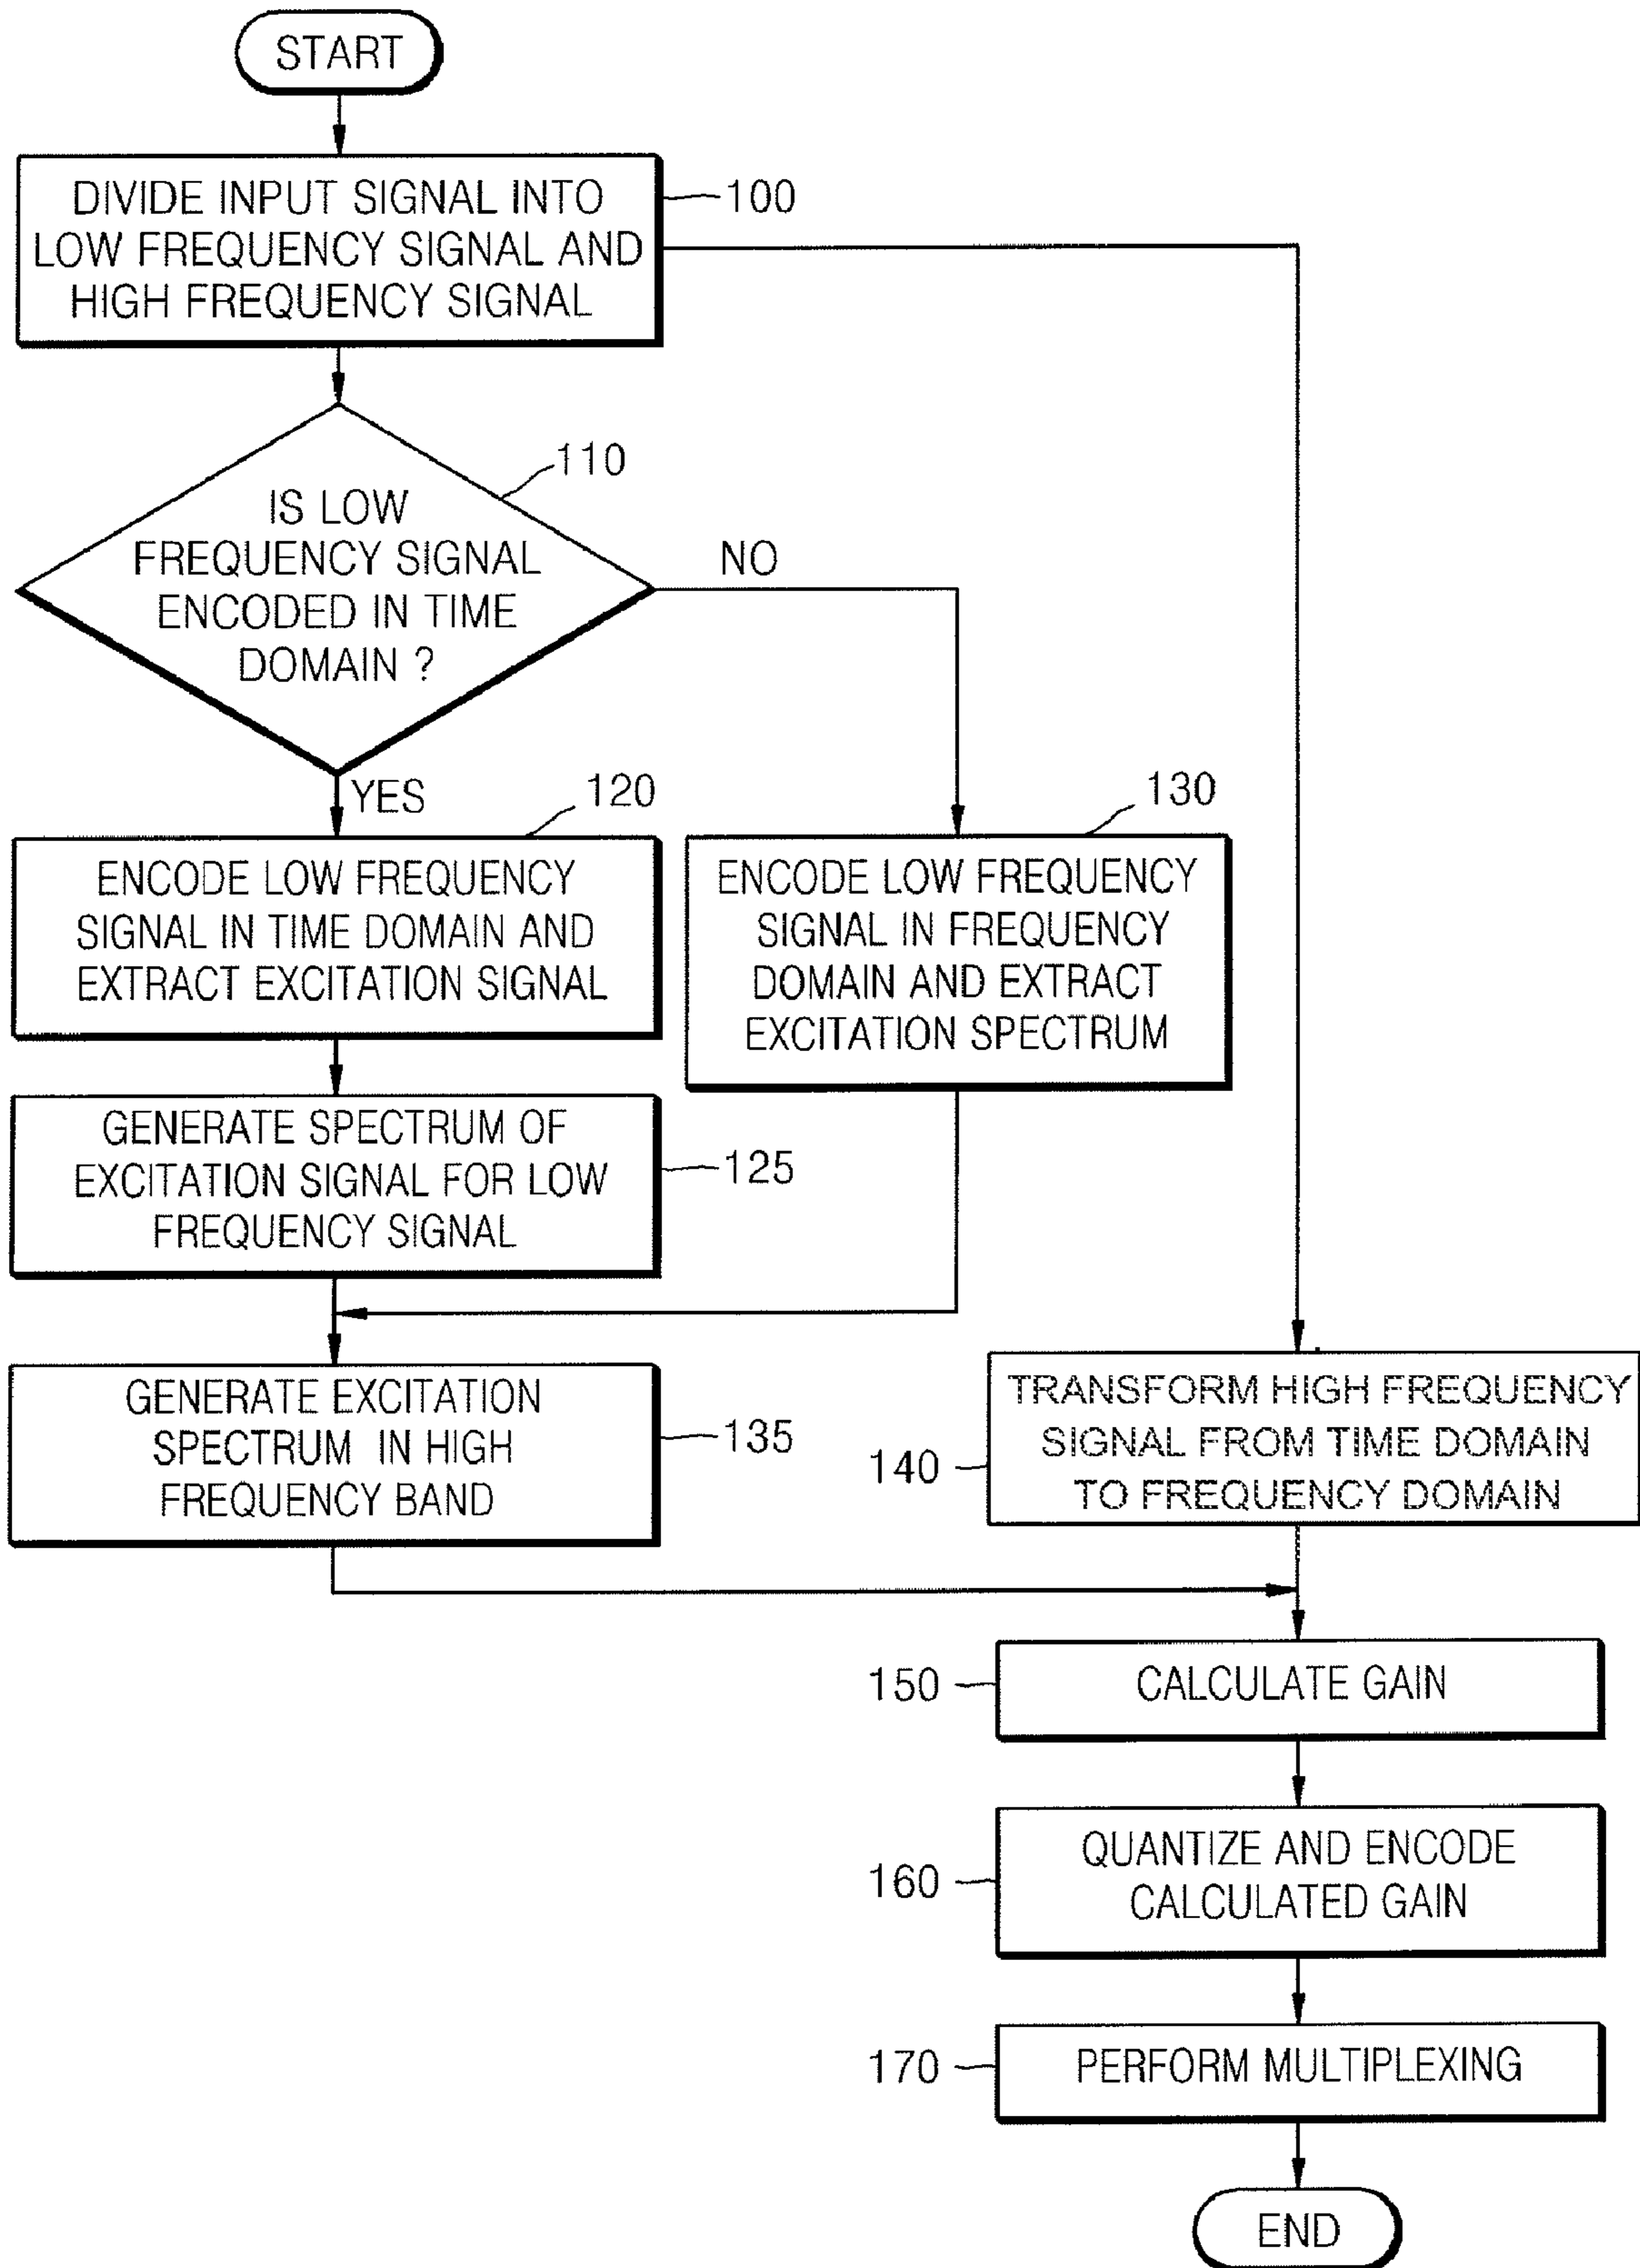 START
DIVIDE INPUT SIGNAL INTO
LOW FREQUENCY SIGNAL AND
HIGH FREQUENCY SIGNAL
100
110
IS LOW
FREQUENCY SIGNAL
ENCODED IN TIME
DOMAIN ?
NO
YES
120
ENCODE LOW FREQUENCY
SIGNAL IN TIME DOMAIN AND
EXTRACT EXCITATION SIGNAL
130
ENCODE LOW FREQUENCY
SIGNAL IN FREQUENCY
DOMAIN AND EXTRACT
EXCITATION SPECTRUM
GENERATE SPECTRUM OF
EXCITATION SIGNAL FOR LOW
FREQUENCY SIGNAL
125
GENERATE EXCITATION
SPECTRUM IN HIGH
FREQUENCY BAND
135
TRANSFORM HIGH FREQUENCY
SIGNAL FROM TIME DOMAIN
TO FREQUENCY DOMAIN
140
150
CALCULATE GAIN
160
QUANTIZE AND ENCODE
CALCULATED GAIN
170
PERFORM MULTIPLEXING
END